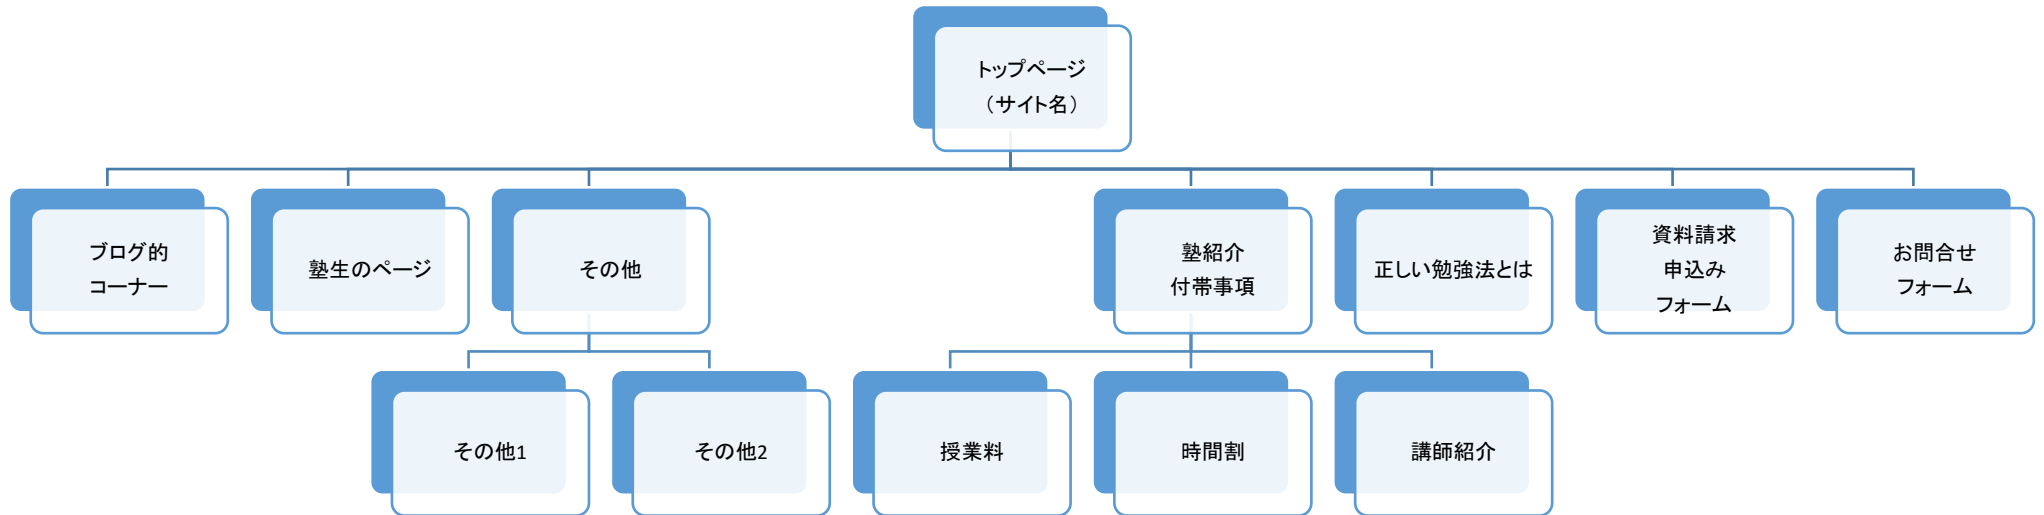 トップページ
（サイト名）
ブログ的
コーナー
塾生のページ
その他
塾紹介
付帯事項
正しい勉強法とは
資料請求
申込み
フォーム
お問合せ
フォーム
その他1
その他2
授業料
時間割
講師紹介